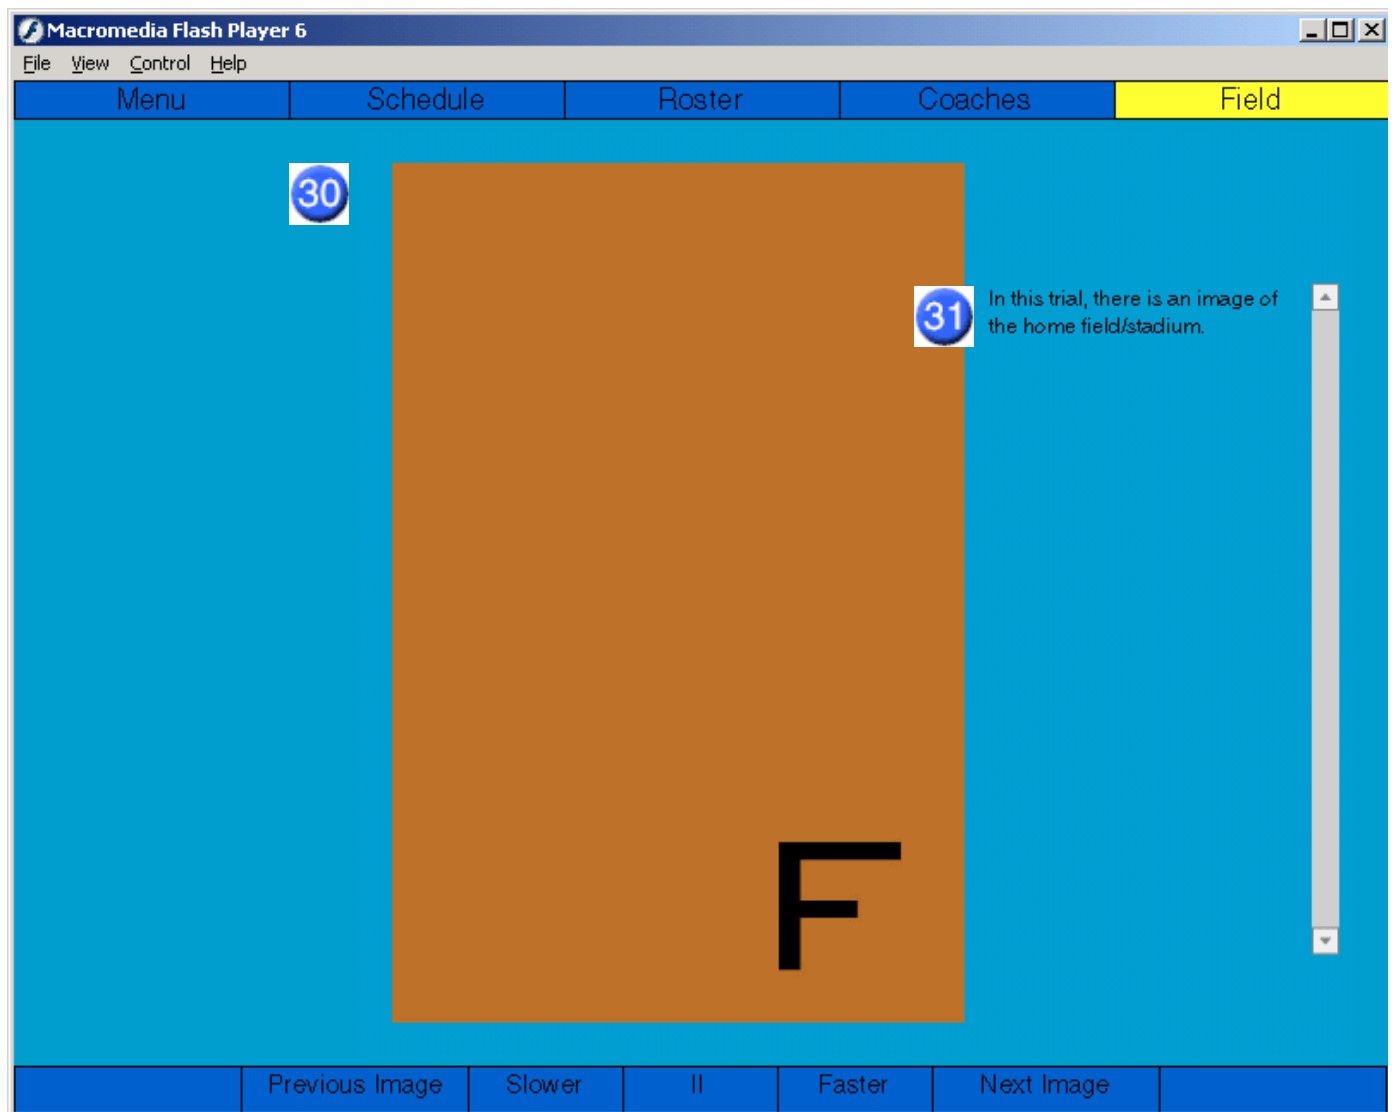 Macromedia Flash Player 6
File View Control Help
Menu Schedule Roster Coaches Field
30
31
In this trial, there is an image of
the home field/stadium.
F
Previous Image Slower II Faster Next Image